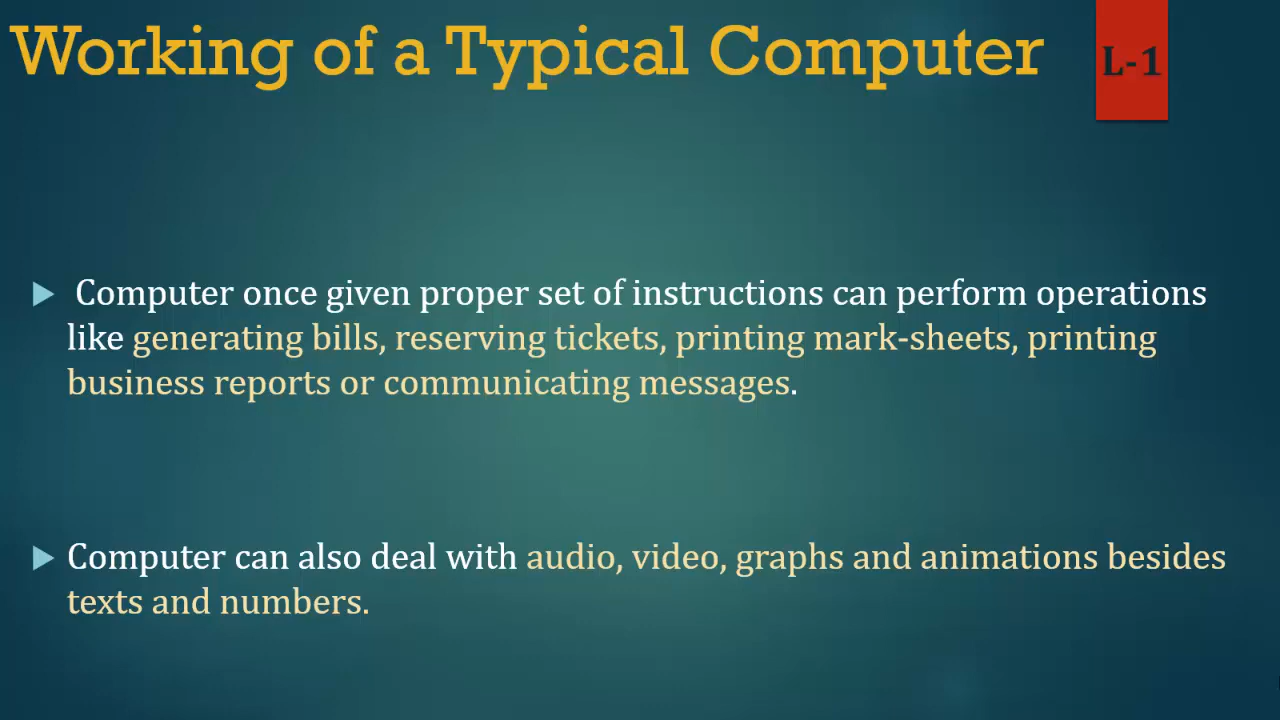 Working of a Typical Computer
L-1
Computer once given proper set of instructions can perform operations
like generating bills, reserving tickets, printing mark-sheets, printing
business reports or communicating messages.
Computer can also deal with audio, video, graphs and animations besides
texts and numbers.